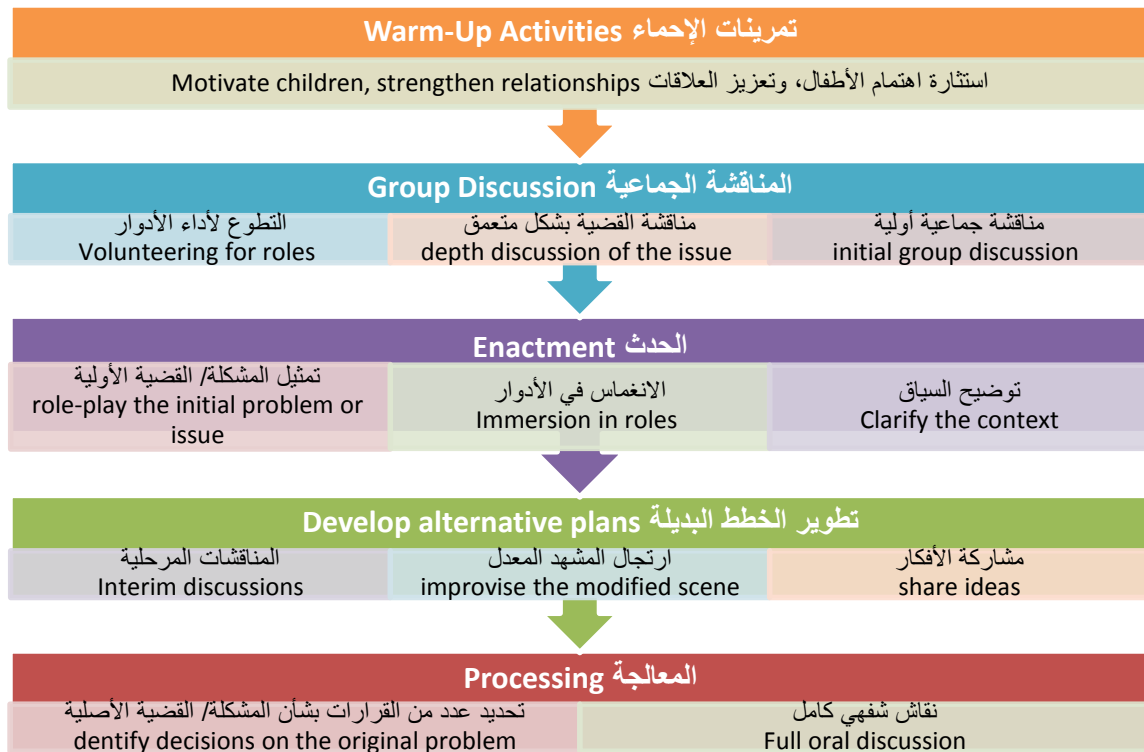 Warm-Up Activities تمرينات الإحماء
Motivate children, strengthen relationships استثارة اهتمام الأطفال، وتعزيز العلاقات
Group Discussion المناقشة الجماعية
مناقشة جماعية أولية
initial group discussion
مناقشة القضية بشكل متعمق
depth discussion of the issue
التطوع لأداء الأدوار
Volunteering for roles
Enactment الحدث
توضيح السياق
Clarify the context
الانغماس في الأدوار
Immersion in roles
تمثيل المشكلة/ القضية الأولية
role-play the initial problem or
issue
Develop alternative plans تطوير الخطط البديلة
مشاركة الأفكار
share ideas
ارتجال المشهد المعدل
improvise the modified scene
المناقشات المرحلية
Interim discussions
Processing المعالجة
نقاش شفهي كامل
Full oral discussion
تحديد عدد من القرارات بشأن المشكلة/ القضية الأصلية
dentify decisions on the original problem